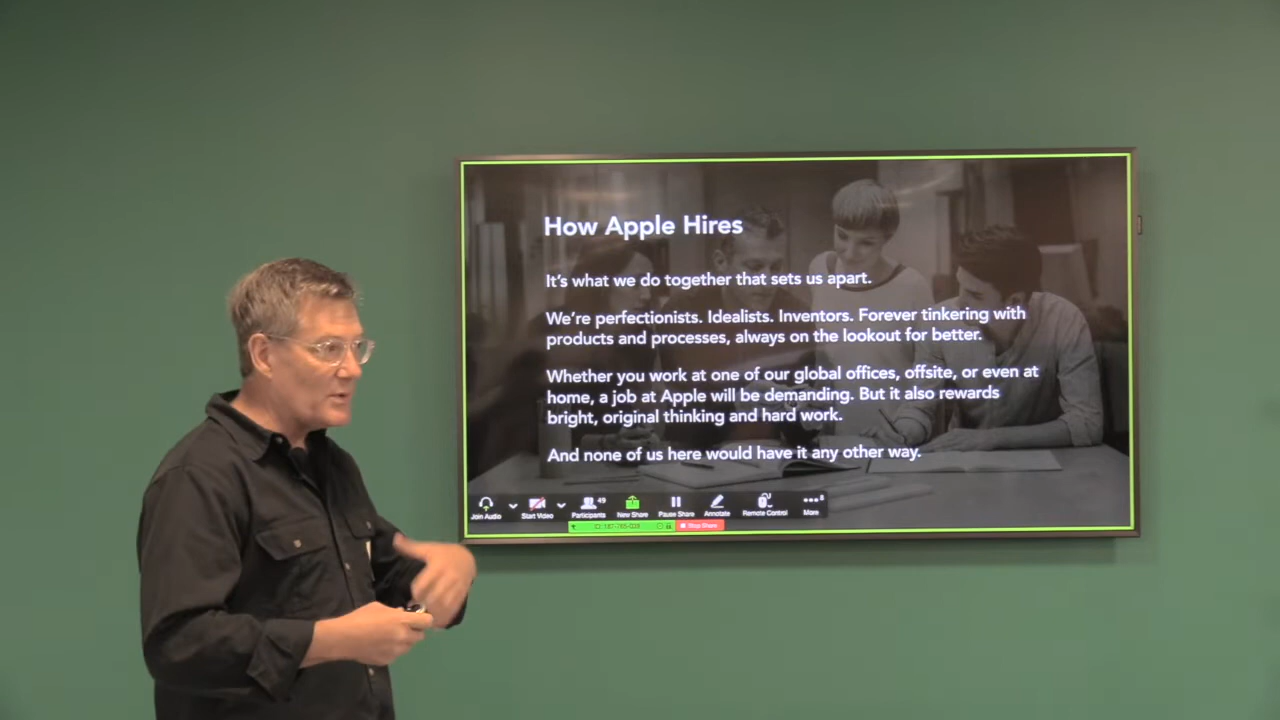 How Apple Hires
It's what we do together that sets us apart.
We're perfectionists. Idealists. Inventors. Forever tinkering with
products and processes, always on the lookout for better.
Whether you work at one of our global offices, offsite, or even at
home, a job at Apple will be demanding. But it also rewards
bright, original thinking and hard work.
And none of us here would have it any other way.
Join Audio Start Video Participants 49 New Share Pause Share Annotate Remote Control More
Stop Share